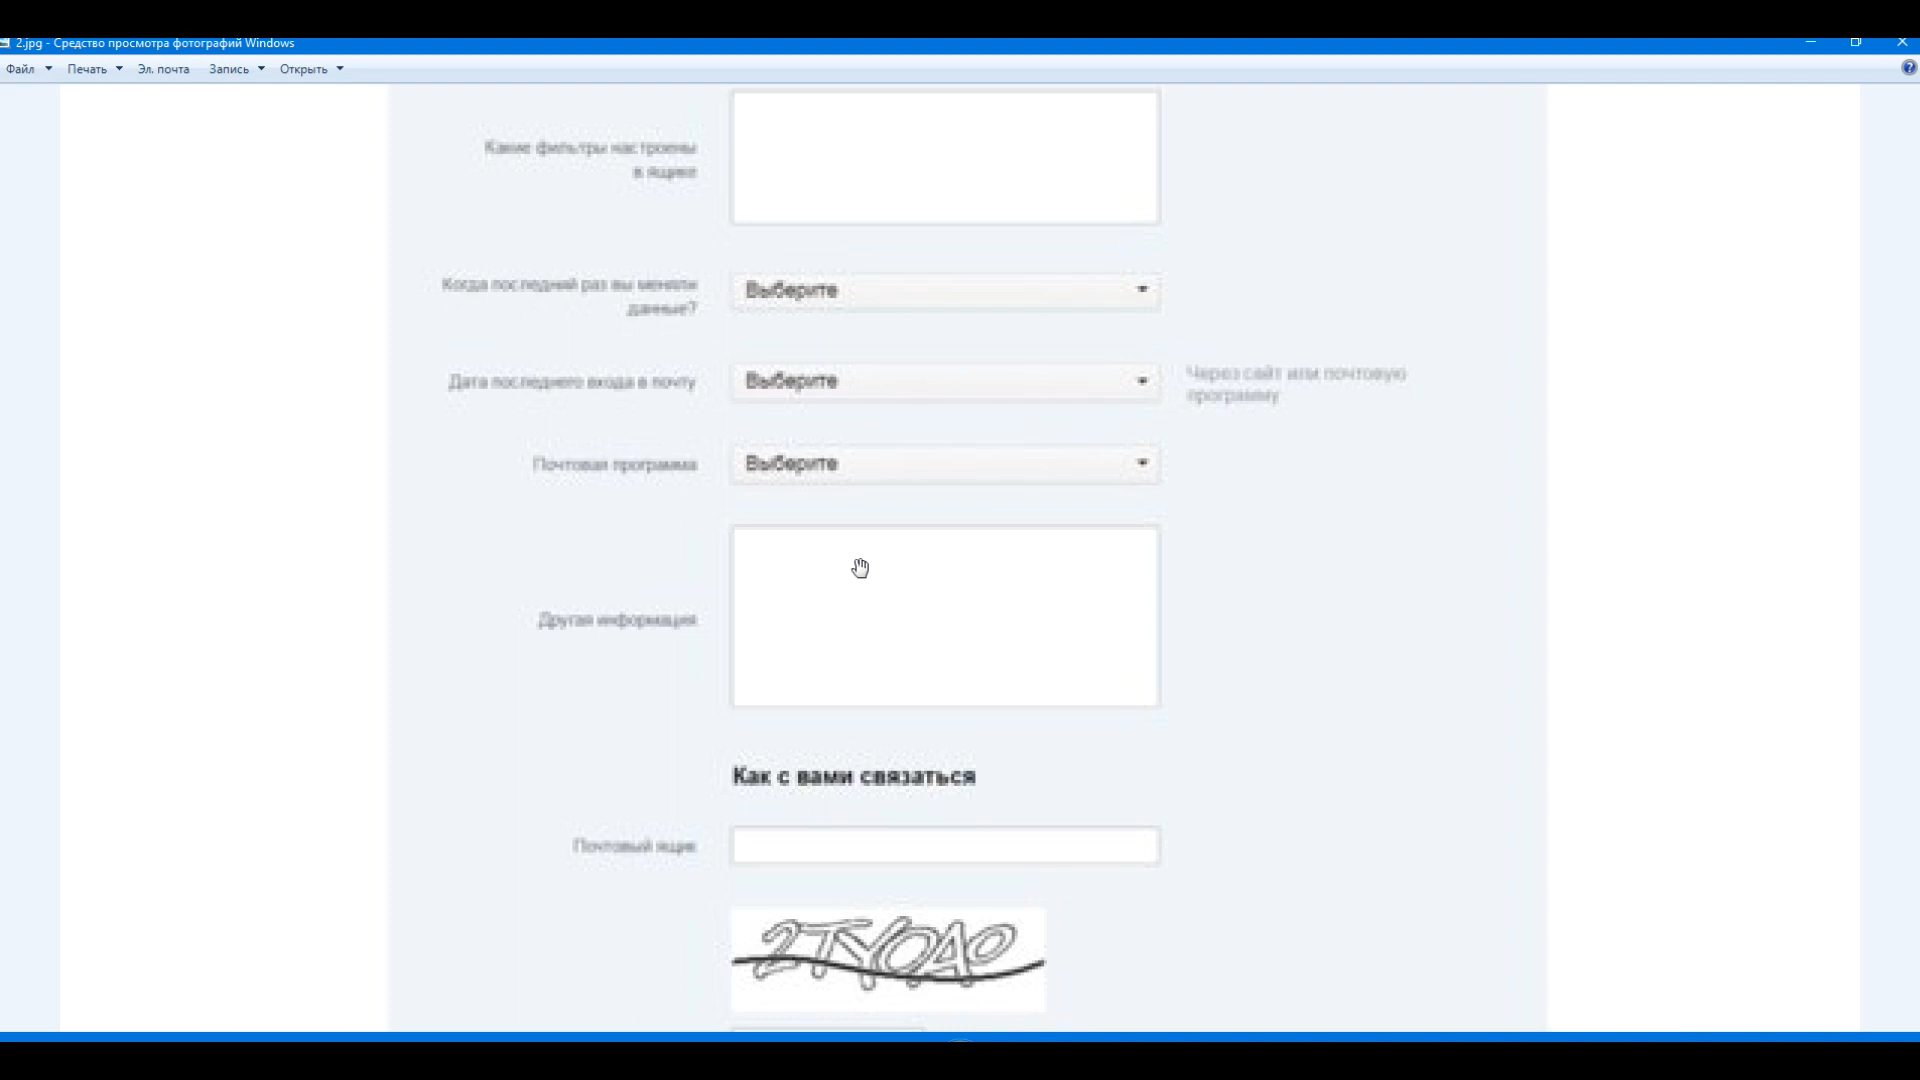 2.jpg - Средство просмотра фотографий Windows
Файл Печать Эл. почта Запись Открыть
Какие фильтры настроены
в ящике
Когда последний раз вы меняли
данные?
Выберите
Дата последнего входа в почту
Выберите
Через сайт или почтовую
программу
Почтовая программа
Выберите
Другая информация
Как с вами связаться
Почтовый ящик